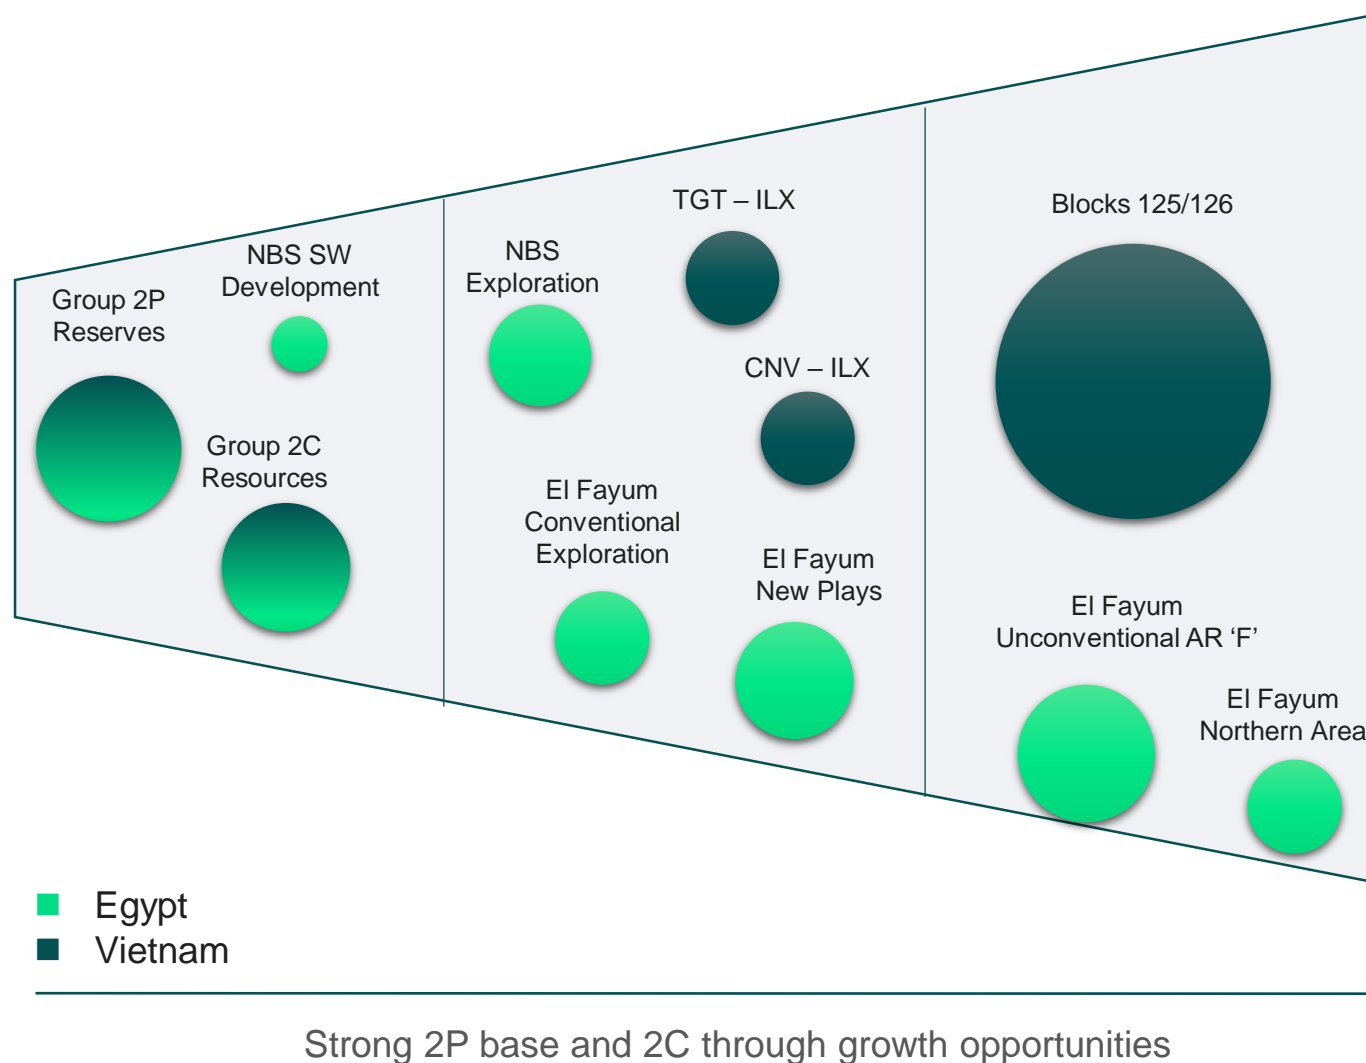 Group 2P
Reserves
NBS SW
Development
Group 2C
Resources
NBS
Exploration
TGT – ILX
CNV – ILX
El Fayum
Conventional
Exploration
El Fayum
New Plays
Blocks 125/126
El Fayum
Unconventional AR ‘F’
El Fayum
Northern Area
Egypt
Vietnam
Strong 2P base and 2C through growth opportunities